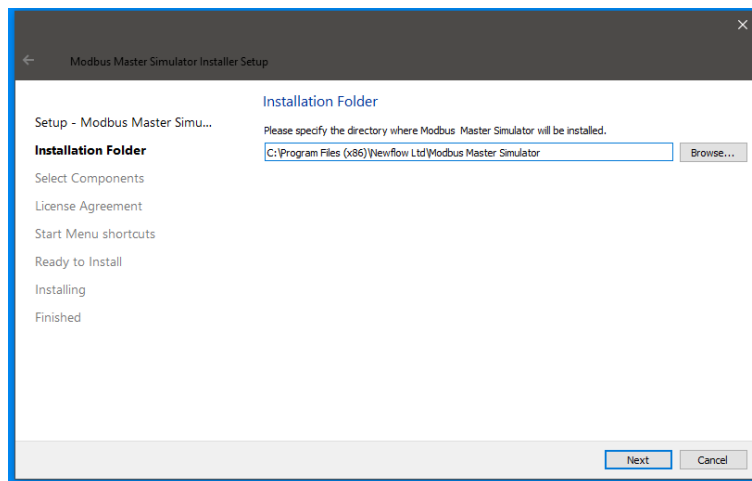 Modbus Master Simulator Installer Setup
Installation Folder
Setup - Modbus Master Simu...
Please specify the directory where Modbus Master Simulator will be installed.
Installation Folder
C:\Program Files (x86)\Newflow Ltd\Modbus Master Simulator
Browse...
Select Components
License Agreement
Start Menu shortcuts
Ready to Install
Installing
Finished
Next
Cancel